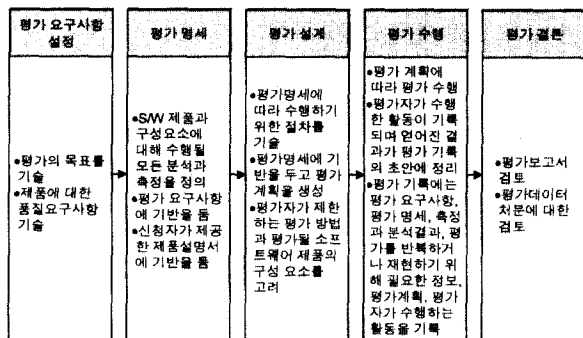 평가 요구사항
설정
●평가의 목표를
기술
●제품에 대한
품질요구사항
기술
평가 명세
●S/W 제품과
구성요소에
대해 수행될
모든 분석과
측정을 정의
●평가 요구사항
에 기반을 둠
●신청자가 제공
한 제품설명서
에 기반을 둠
평가 설계
●평가명세에
따라 수행하기
위한 절차를
기술
●평가명세에 기
반을 두고 평가
계획을 생성
●평가자가 제한
하는 평가 방법
과 평가될 소프
트웨어 제품의
구성 요소를
고려
평가 수행
●평가 계획에
따라 평가 수행
●평가자가 수행
한 활동이 기록
되며 얻어진 결
과가 평가 기록
의 초안에 정리
●평가 기록에는
평가 요구사항,
평가 명세, 측정
과 분석결과, 평
가를 반복하거
나 재현하기 위
해 필요한 정보,
평가계획, 평가
자가 수행하는
활동을 기록
평가 결론
●평가보고서
검토
●평가데이터
처분에 대한
검토